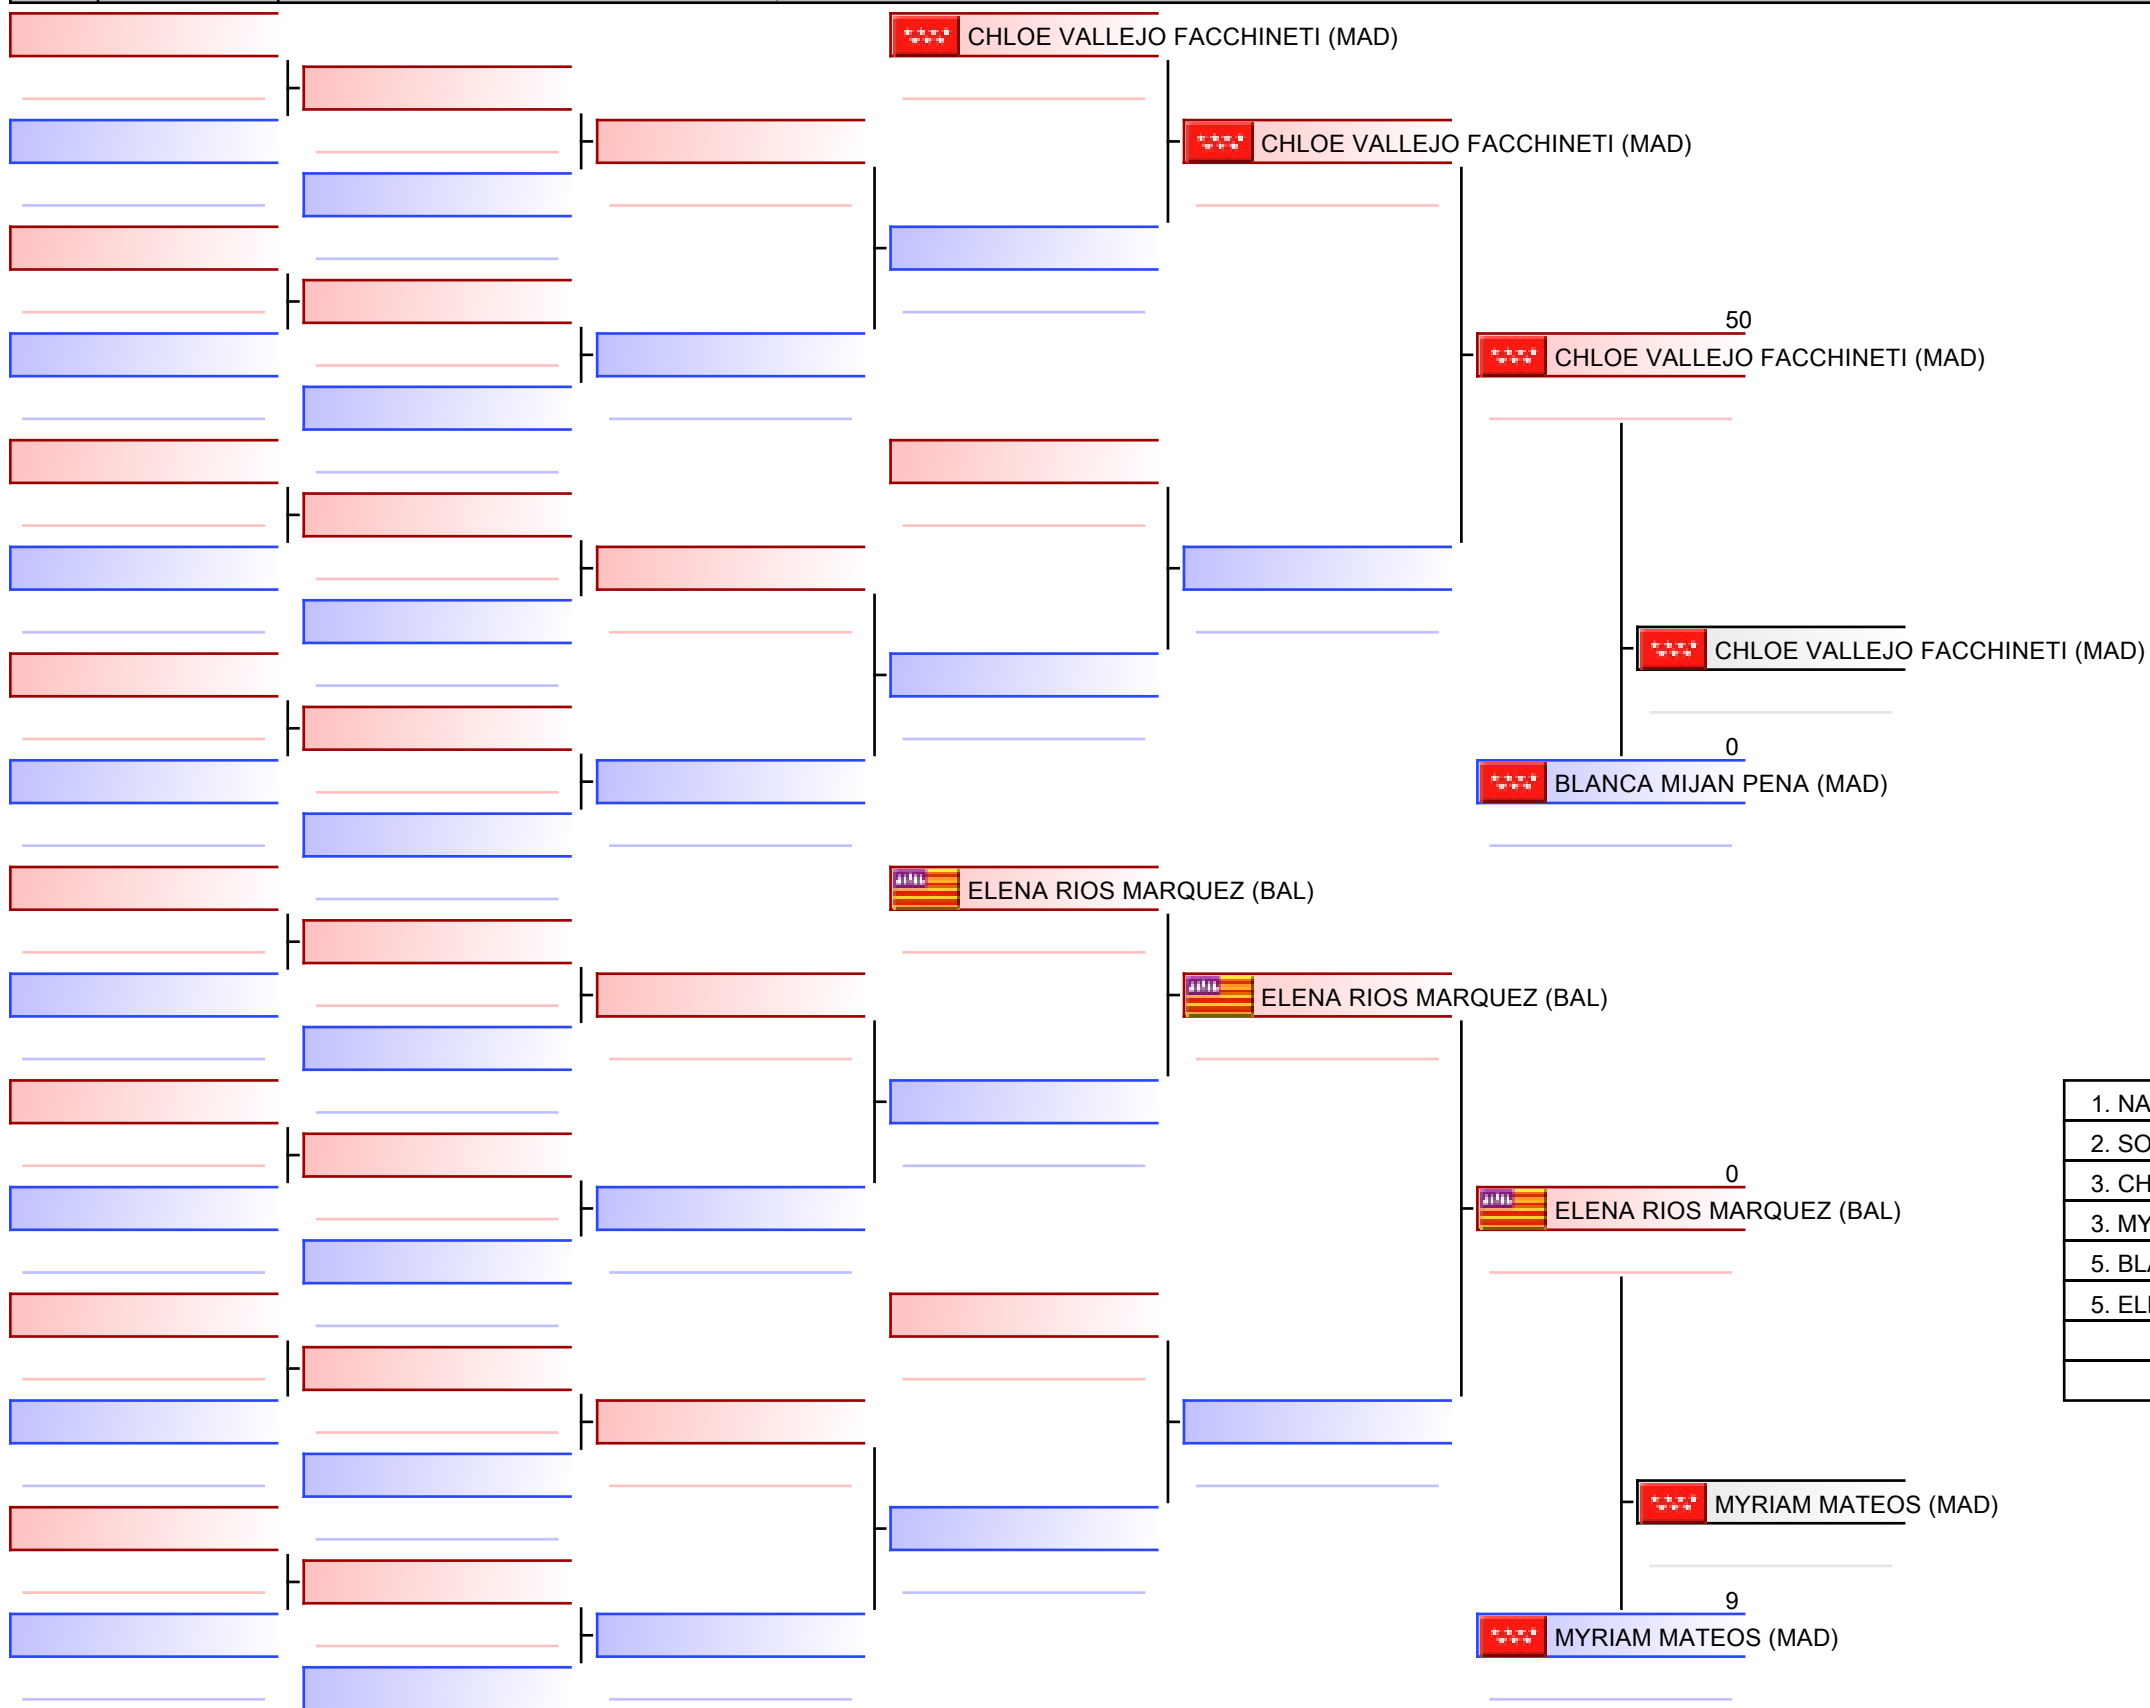 CHLOE VALLEJO FACCHINETI (MAD)
CHLOE VALLEJO FACCHINETI (MAD)
50
CHLOE VALLEJO FACCHINETI (MAD)
CHLOE VALLEJO FACCHINETI (MAD)
0
BLANCA MIJAN PENA (MAD)
ELENA RIOS MARQUEZ (BAL)
ELENA RIOS MARQUEZ (BAL)
0
ELENA RIOS MARQUEZ (BAL)
MYRIAM MATEOS (MAD)
9
MYRIAM MATEOS (MAD)
1. NA
2. SO
3. CH
3. MY
5. BLA
5. ELE